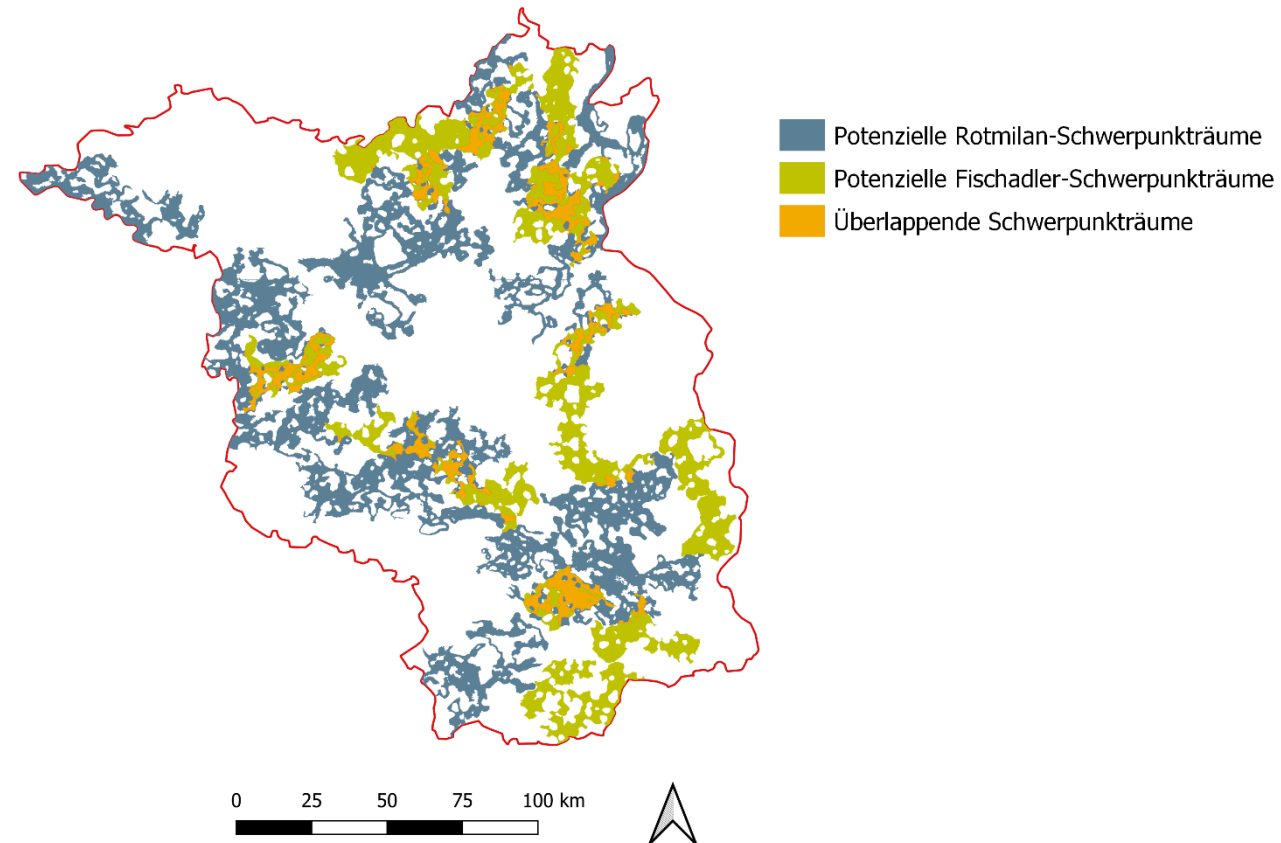 Potenzielle Rotmilan-Schwerpunkträume
Potenzielle Fischadler-Schwerpunkträume
Überlappende Schwerpunkträume
0 25 50 75 100 km